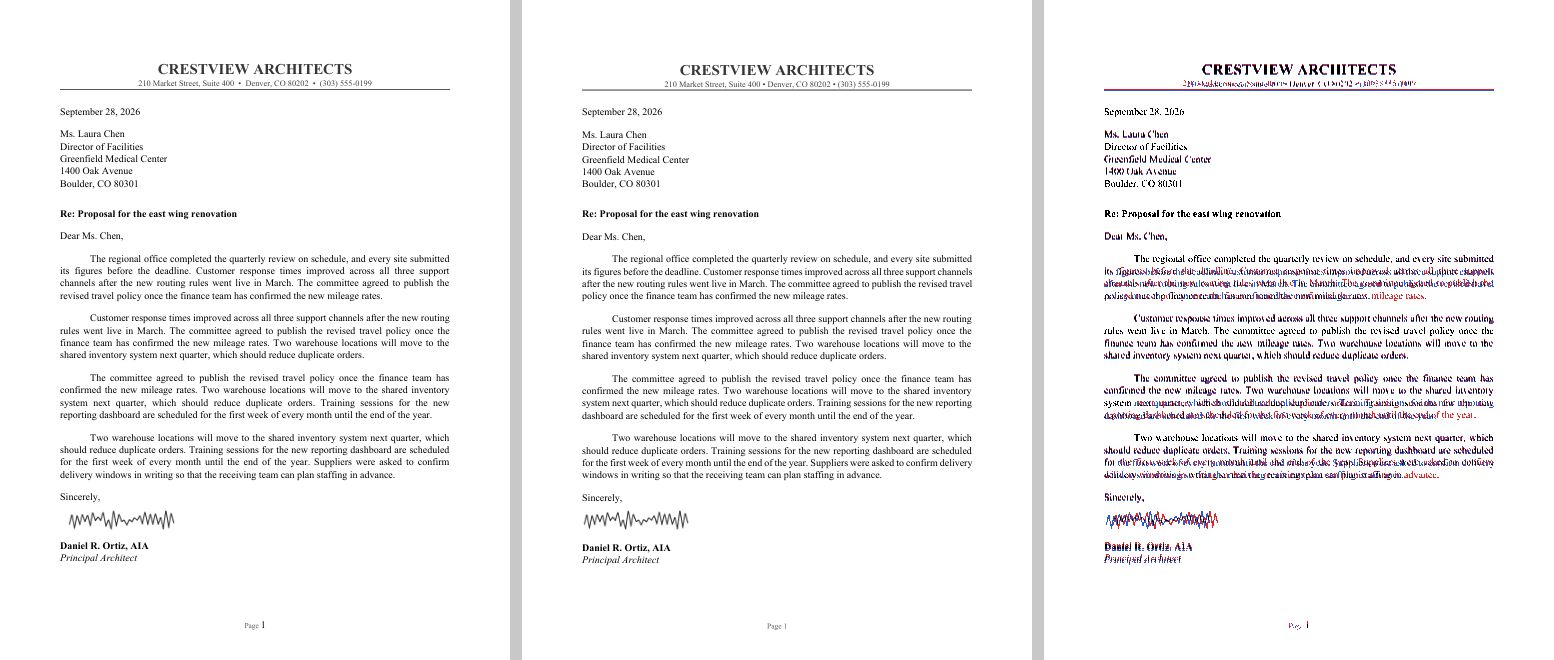 CRESTVIEW ARCHITECTS
210 Market Street, Suite 400 • Denver, CO 80202 • (303) 555-0199
September 28, 2026
Ms. Laura Chen
Director of Facilities
Greenfield Medical Center
1400 Oak Avenue
Boulder, CO 80301
Re: Proposal for the east wing renovation
Dear Ms. Chen,
The regional office completed the quarterly review on schedule, and every site submitted
its figures before the deadline. Customer response times improved across all three support
channels after the new routing rules went live in March. The committee agreed to publish the
revised travel policy once the finance team has confirmed the new mileage rates.
Customer response times improved across all three support channels after the new routing
rules went live in March. The committee agreed to publish the revised travel policy once the
finance team has confirmed the new mileage rates. Two warehouse locations will move to the
shared inventory system next quarter, which should reduce duplicate orders.
The committee agreed to publish the revised travel policy once the finance team has
confirmed the new mileage rates. Two warehouse locations will move to the shared inventory
system next quarter, which should reduce duplicate orders. Training sessions for the new
reporting dashboard are scheduled for the first week of every month until the end of the year.
Two warehouse locations will move to the shared inventory system next quarter, which
should reduce duplicate orders. Training sessions for the new reporting dashboard are scheduled
for the first week of every month until the end of the year. Suppliers were asked to confirm
delivery windows in writing so that the receiving team can plan staffing in advance.
Sincerely,
Daniel R. Ortiz, AIA
Principal Architect
Page 1
CRESTVIEW ARCHITECTS
210 Market Street, Suite 400 • Denver, CO 80202 • (303) 555-0199
September 28, 2026
Ms. Laura Chen
Director of Facilities
Greenfield Medical Center
1400 Oak Avenue
Boulder, CO 80301
Re: Proposal for the east wing renovation
Dear Ms. Chen,
The regional office completed the quarterly review on schedule, and every site submitted
its figures before the deadline. Customer response times improved across all three support channels
after the new routing rules went live in March. The committee agreed to publish the revised travel
policy once the finance team has confirmed the new mileage rates.
Customer response times improved across all three support channels after the new routing
rules went live in March. The committee agreed to publish the revised travel policy once the
finance team has confirmed the new mileage rates. Two warehouse locations will move to the
shared inventory system next quarter, which should reduce duplicate orders.
The committee agreed to publish the revised travel policy once the finance team has
confirmed the new mileage rates. Two warehouse locations will move to the shared inventory
system next quarter, which should reduce duplicate orders. Training sessions for the new reporting
dashboard are scheduled for the first week of every month until the end of the year.
Two warehouse locations will move to the shared inventory system next quarter, which
should reduce duplicate orders. Training sessions for the new reporting dashboard are scheduled
for the first week of every month until the end of the year. Suppliers were asked to confirm delivery
windows in writing so that the receiving team can plan staffing in advance.
Sincerely,
Daniel R. Ortiz, AIA
Principal Architect
Page 1
CRESTVIEW ARCHITECTS
September 28, 2026
Ms. Laura Chen
Director of Facilities
Greenfield Medical Center
1400 Oak Avenue
Boulder, CO 80301
Re: Proposal for the east wing renovation
Dear Ms. Chen,
The regional office completed the quarterly review on schedule, and every site submitted
mileage rates.
Customer response times improved across all three support channels after the new routing
rules went live in March. The committee agreed to publish the revised travel policy once the
finance team has confirmed the new mileage rates. Two warehouse locations will move to the
shared inventory system next quarter, which should reduce duplicate orders.
The committee agreed to publish the revised travel policy once the finance team has
confirmed the new mileage rates. Two warehouse locations will move to the shared inventory
system next quarter, which
of the year.
Two warehouse locations will move to the shared inventory system next quarter, which
should reduce duplicate orders. Training sessions for the new reporting dashboard are scheduled
advance.
Sincerely,
Daniel R. Ortiz, AIA
Principal Architect
Page 1